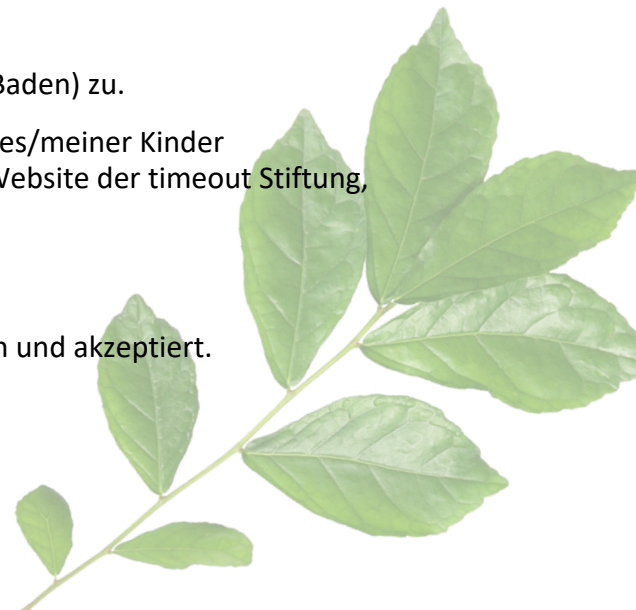 Baden) zu.
es/meiner Kinder
Website der timeout Stiftung,
n und akzeptiert.